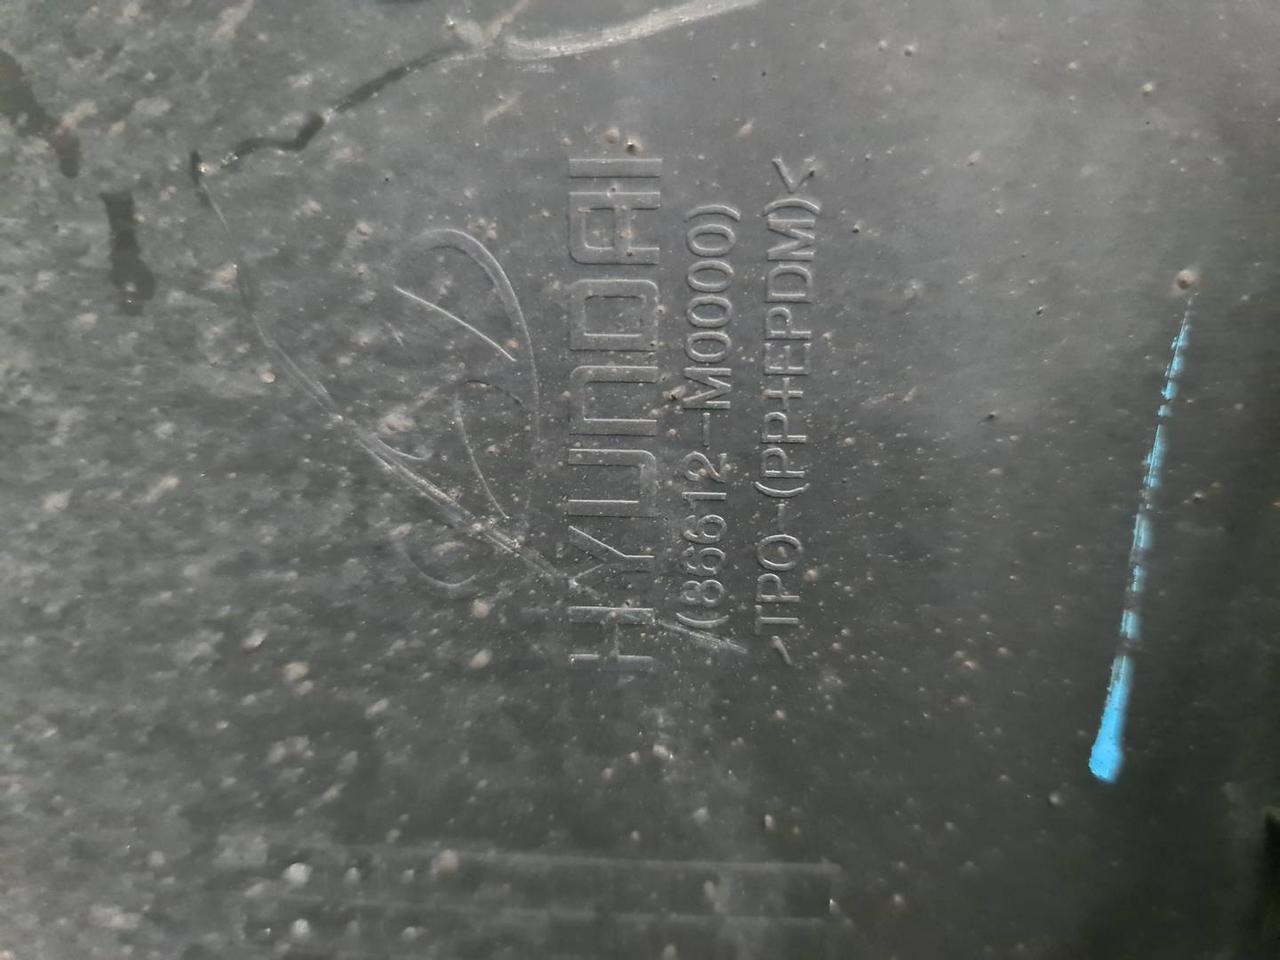 HYUNDAI
(86612-M0000)
>TPO-(PP+EPDM)<